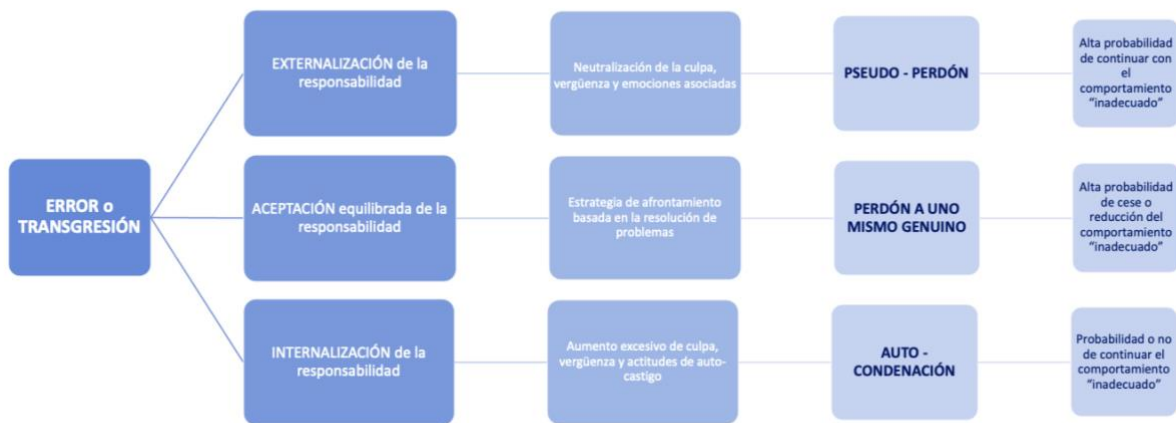 ERROR o
TRANSGRESIÓN
EXTERNALIZACIÓN de la
responsabilidad
Neutralización de la culpa,
vergüenza y emociones asociadas
PSEUDO - PERDÓN
Alta probabilidad
de continuar con
el
comportamiento
“inadecuado”
ACEPTACIÓN equilibrada de la
responsabilidad
Estrategia de afrontamiento
basada en la resolución de
problemas
PERDÓN A UNO
MISMO GENUINO
Alta probabilidad
de cese o
reducción del
comportamiento
“inadecuado”
INTERNALIZACIÓN de la
responsabilidad
Aumento excesivo de culpa,
vergüenza y actitudes de auto-
castigo
AUTO -
CONDENACIÓN
Probabilidad o no
de continuar el
comportamiento
“inadecuado”